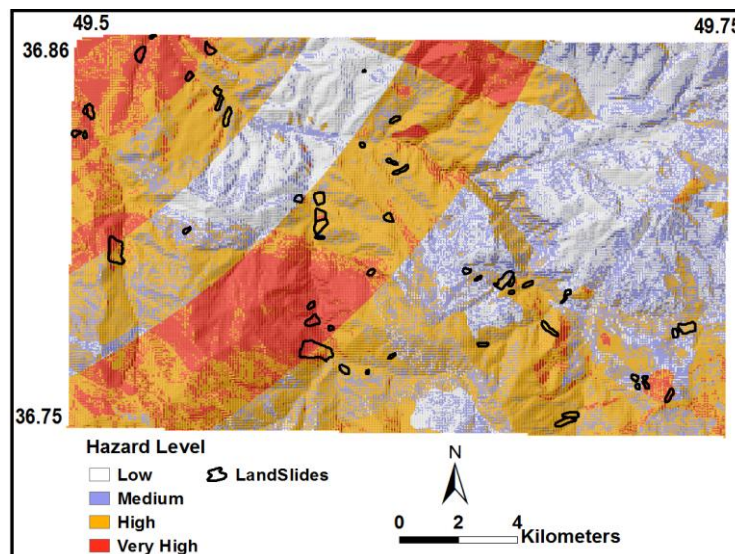 49.5
49.75
36.86
36.75
Hazard Level
Low
LandSlides
Medium
High
Very High
N
0 2 4
Kilometers